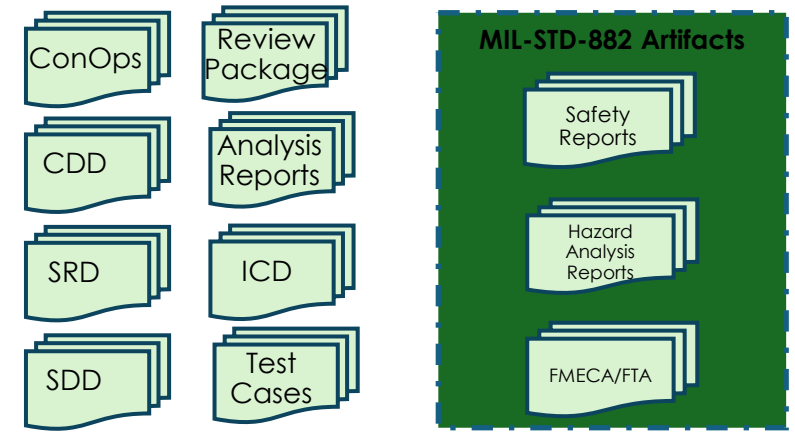 ConOps
Review
Package
CDD
Analysis
Reports
SRD
ICD
SDD
Test
Cases
MIL-STD-882 Artifacts
Safety
Reports
Hazard
Analysis
Reports
FMECA/FTA